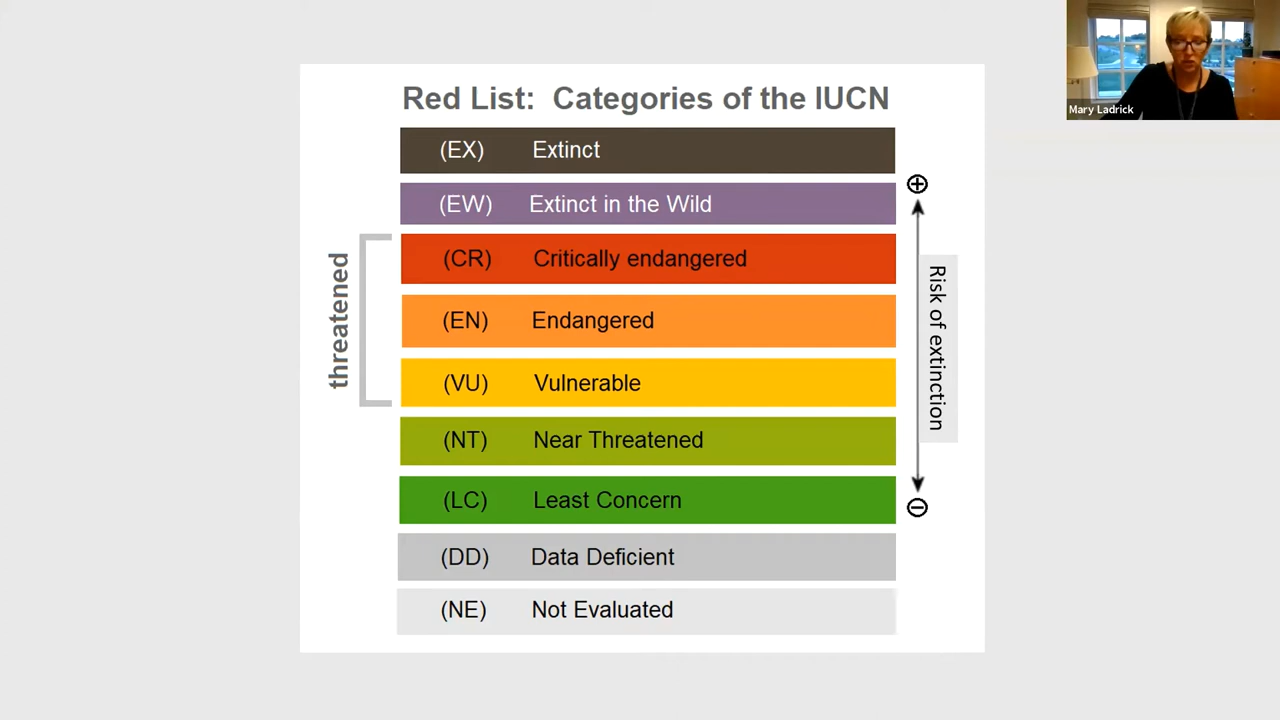 Red List: Categories of the IUCN
(EX) Extinct
(EW) Extinct in the Wild
(CR) Critically endangered
(EN) Endangered
(VU) Vulnerable
(NT) Near Threatened
(LC) Least Concern
(DD) Data Deficient
(NE) Not Evaluated
threatened
Risk of extinction
Mary Ladrick